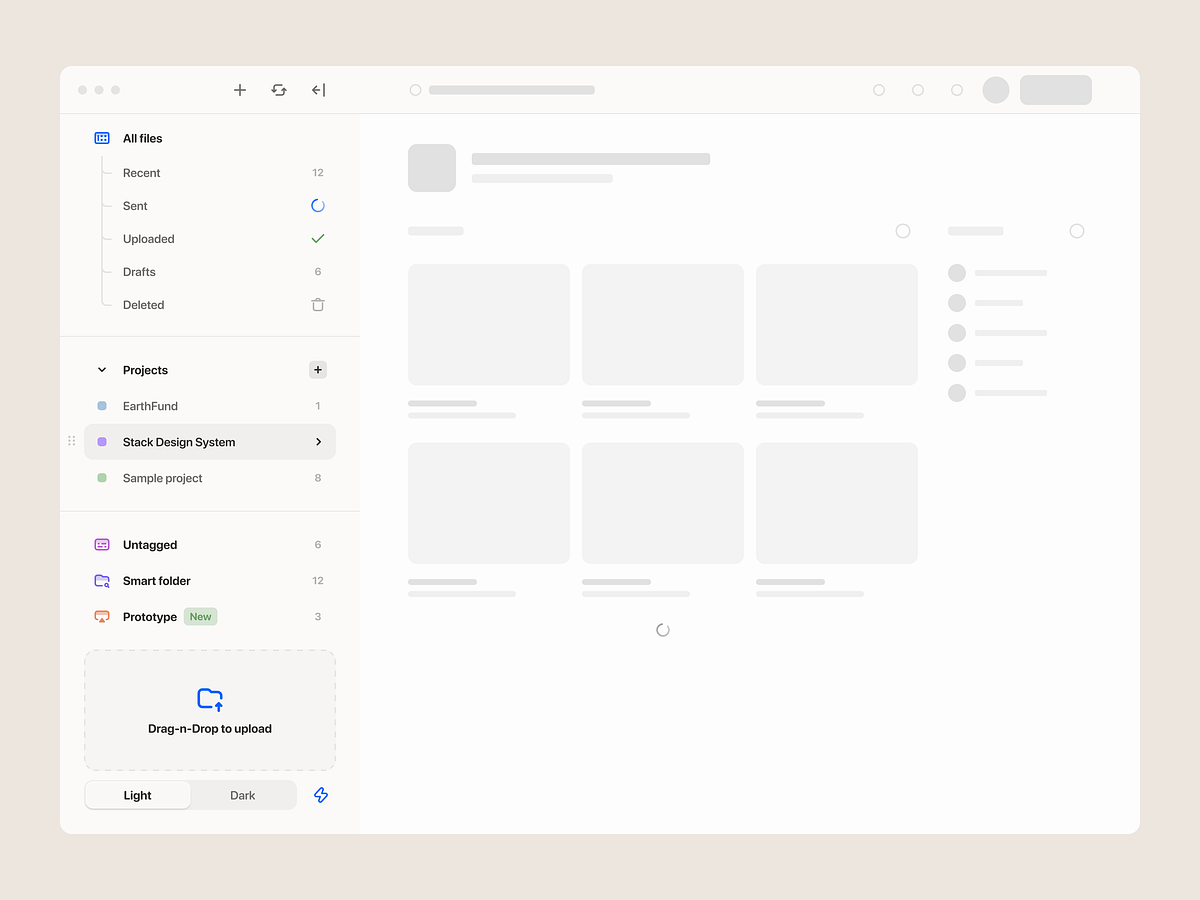 All files
Recent 12
Sent
Uploaded
Drafts 6
Deleted
Projects
EarthFund 1
Stack Design System
Sample project 8
Untagged 6
Smart folder 12
Prototype New 3
Drag-n-Drop to upload
Light Dark